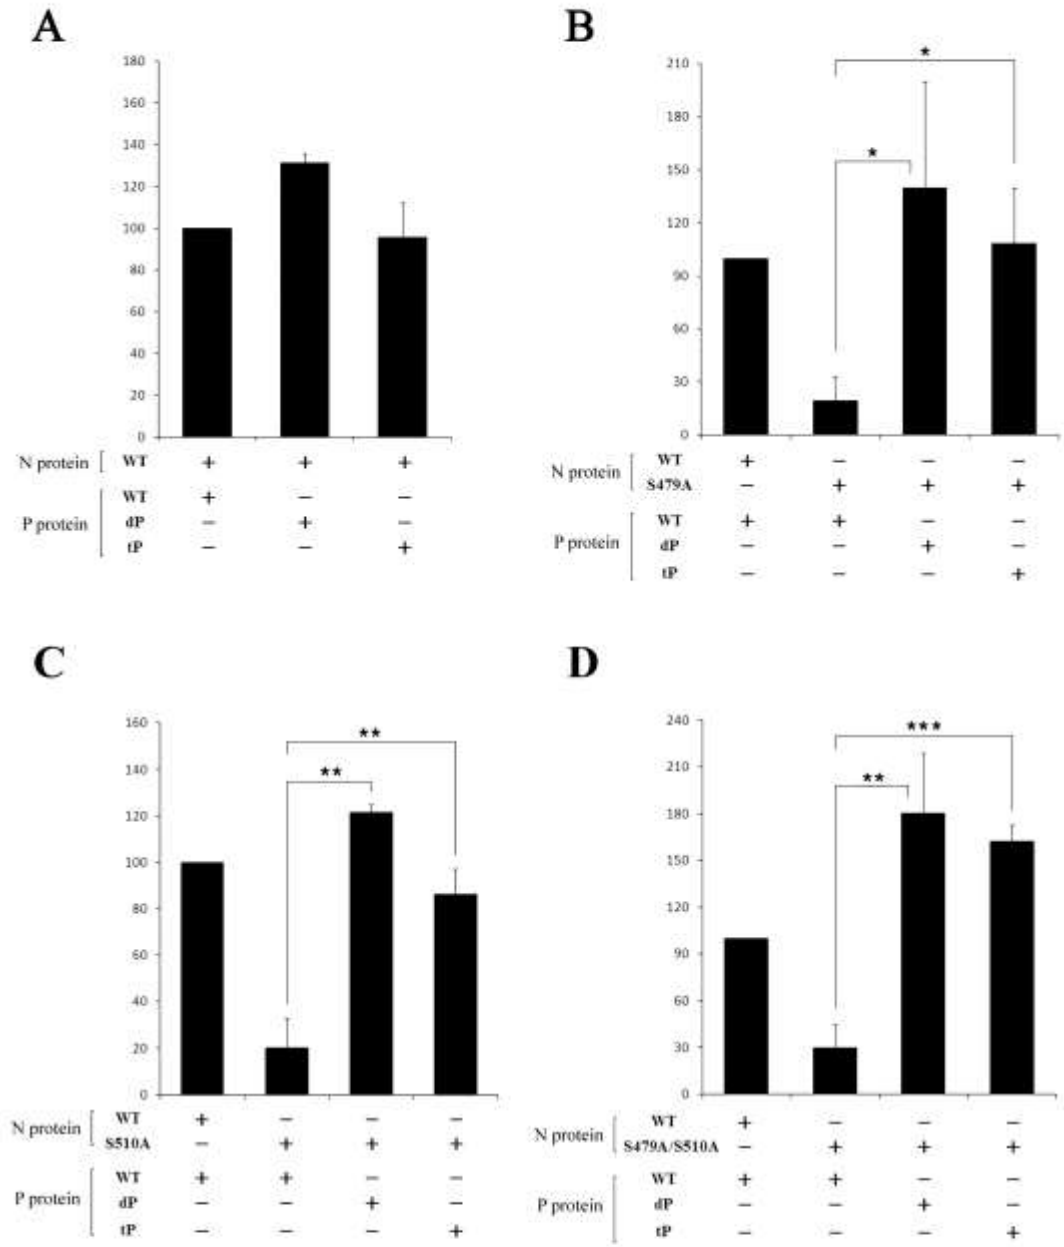 A
180
160
140
120
100
80
60
40
20
0
N protein WT + + +
P protein
WT + − −
dP − + −
tP − − +
B
210
180
150
120
90
60
30
0
*
*
N protein
WT + − − −
S479A − + + +
P protein
WT + + − −
dP − − + −
tP − − − +
C
160
140
120
100
80
60
40
20
0
**
**
N protein
WT + − − −
S510A − + + +
P protein
WT + + − −
dP − − + −
tP − − − +
D
240
210
180
150
120
90
60
30
0
***
**
N protein
WT + − − −
S479A/S510A − + + +
P protein
WT + + − −
dP − − + −
tP − − − +